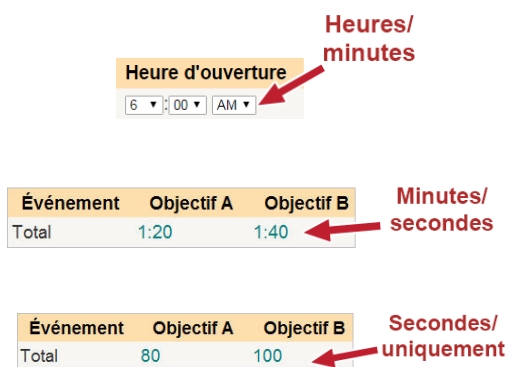 Heures/
minutes
Heure d'ouverture
6 : 00 AM
Minutes/
secondes
Événement Objectif A Objectif B
Total 1:20 1:40
Secondes/
uniquement
Événement Objectif A Objectif B
Total 80 100